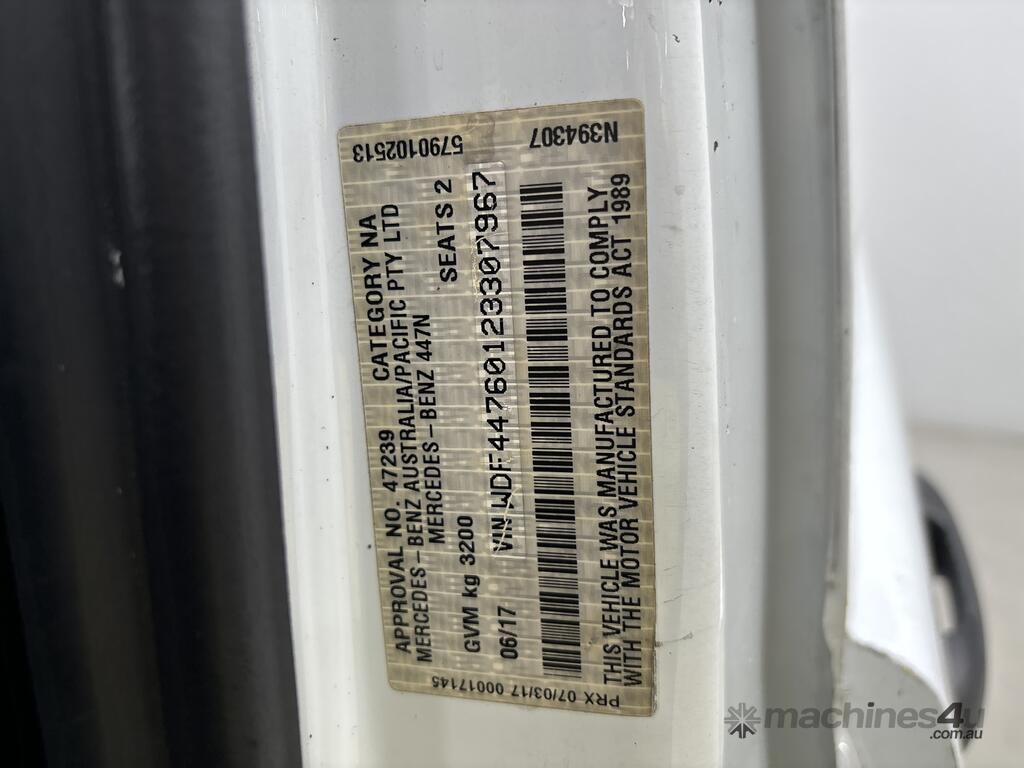 5790102513
N394307
APPROVAL NO. 47239 CATEGORY NA
MERCEDES-BENZ AUSTRALIA/PACIFIC PTY LTD
MERCEDES-BENZ 447N
GVM kg 3200 SEATS 2
06/17 VIN WDF44760123307967
THIS VEHICLE WAS MANUFACTURED TO COMPLY
WITH THE MOTOR VEHICLE STANDARDS ACT 1989
PRX 07/03/17 00017145
machines4u
.com.au